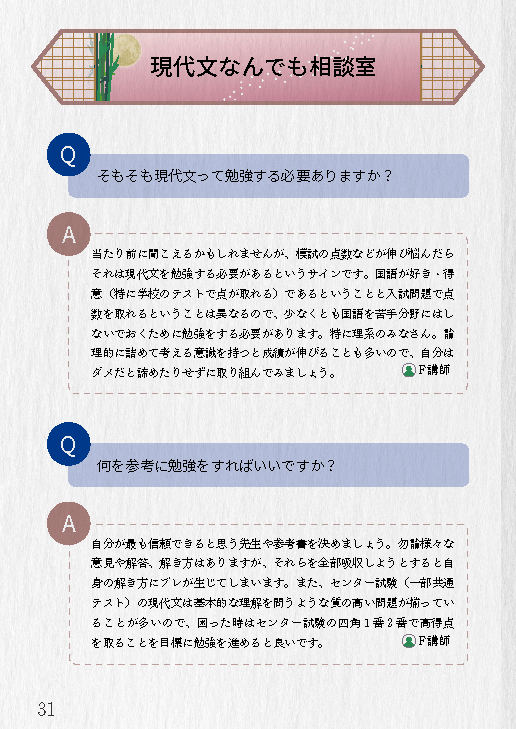 現代文なんでも相談室
Q
そもそも現代文って勉強する必要ありますか？
A
当たり前に聞こえるかもしれませんが、模試の点数などが伸び悩んだら
それは現代文を勉強する必要があるというサインです。国語が好き・得
意（特に学校のテストで点が取れる）であるということと入試問題で点
数を取れるということは異なるので、少なくとも国語を苦手分野にはし
ないでおくために勉強をする必要があります。特に理系のみなさん。論
理的に詰めて考える意識を持つと成績が伸びることも多いので、自分は
ダメだと諦めたりせずに取り組んでみましょう。
F講師
Q
何を参考に勉強をすればいいですか？
A
自分が最も信頼できると思う先生や参考書を決めましょう。勿論様々な
意見や解答、解き方はありますが、それらを全部吸収しようとすると自
身の解き方にブレが生じてしまいます。また、センター試験（一部共通
テスト）の現代文は基本的な理解を問うような質の高い問題が揃ってい
ることが多いので、困った時はセンター試験の四角１番２番で高得点
を取ることを目標に勉強を進めると良いです。
F講師
31